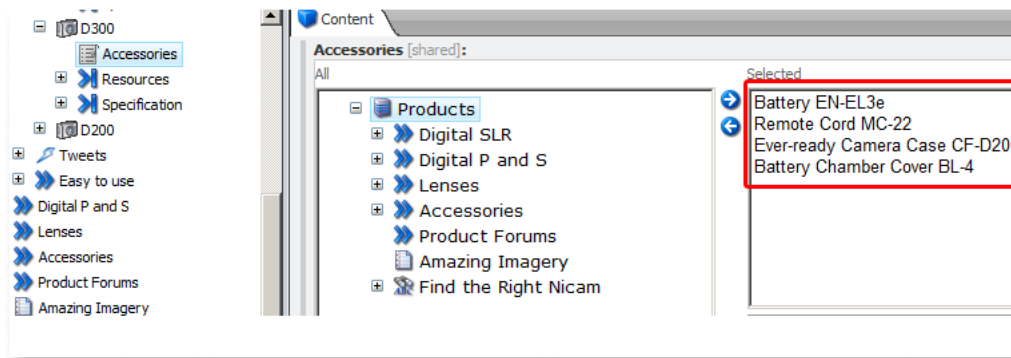 D300
Accessories
Resources
Specification
D200
Tweets
Easy to use
Digital P and S
Lenses
Accessories
Product Forums
Amazing Imagery
Content
Accessories [shared]:
All
Products
Digital SLR
Digital P and S
Lenses
Accessories
Product Forums
Amazing Imagery
Find the Right Nicam
Selected
Battery EN-EL3e
Remote Cord MC-22
Ever-ready Camera Case CF-D20
Battery Chamber Cover BL-4